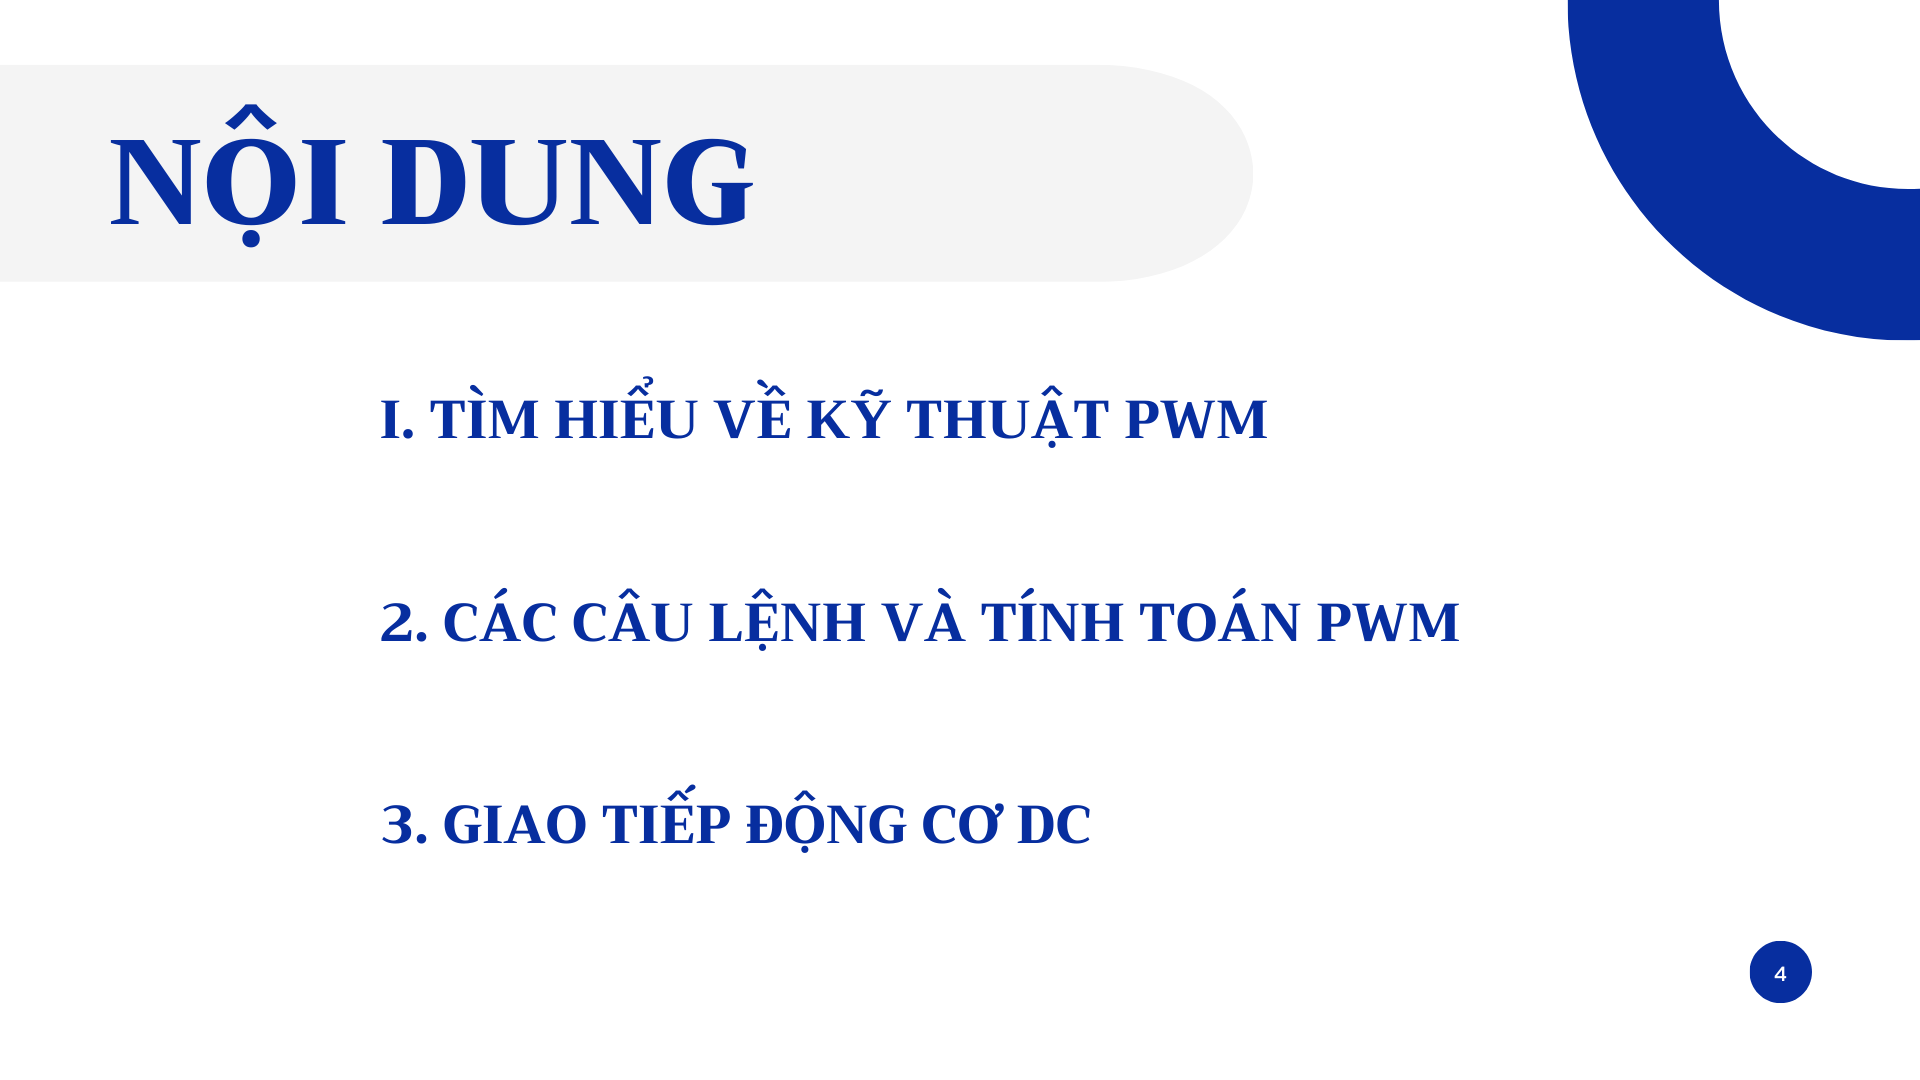 NỘI DUNG
I. TÌM HIỂU VỀ KỸ THUẬT PWM
2. CÁC CÂU LỆNH VÀ TÍNH TOÁN PWM
3. GIAO TIẾP ĐỘNG CƠ DC
4